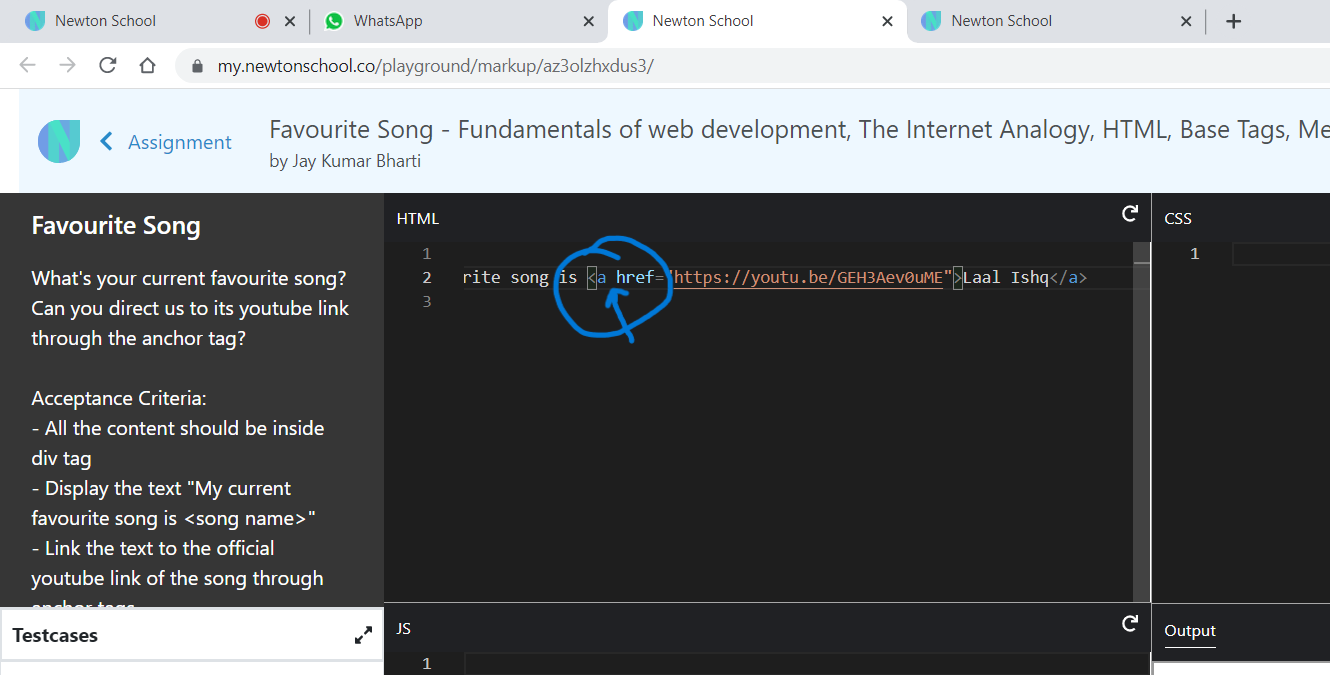 Newton School
WhatsApp
Newton School
Newton School
my.newtonschool.co/playground/markup/az3olzhxdus3/
Assignment
Favourite Song - Fundamentals of web development, The Internet Analogy, HTML, Base Tags, Me
by Jay Kumar Bharti
Favourite Song
What's your current favourite song?
Can you direct us to its youtube link
through the anchor tag?
Acceptance Criteria:
- All the content should be inside
div tag
- Display the text "My current
favourite song is <song name>"
- Link the text to the official
youtube link of the song through
anchor tags
Testcases
HTML
1
2 rite song is <a href="https://youtu.be/GEH3Aev0uME">Laal Ishq</a>
3
JS
1
CSS
1
Output